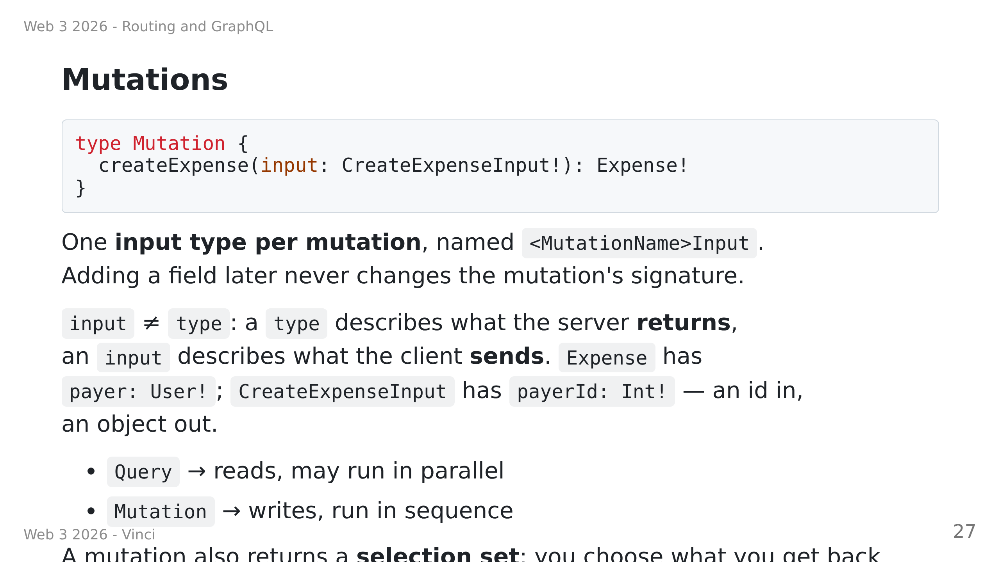 Web 3 2026 - Routing and GraphQL
Mutations
type Mutation {
  createExpense(input: CreateExpenseInput!): Expense!
}
One input type per mutation, named <MutationName>Input.
Adding a field later never changes the mutation's signature.
input ≠ type: a type describes what the server returns,
an input describes what the client sends. Expense has
payer: User!; CreateExpenseInput has payerId: Int! — an id in,
an object out.
• Query → reads, may run in parallel
• Mutation → writes, run in sequence
Web 3 2026 - Vinci
27
A mutation also returns a selection set: you choose what you get back